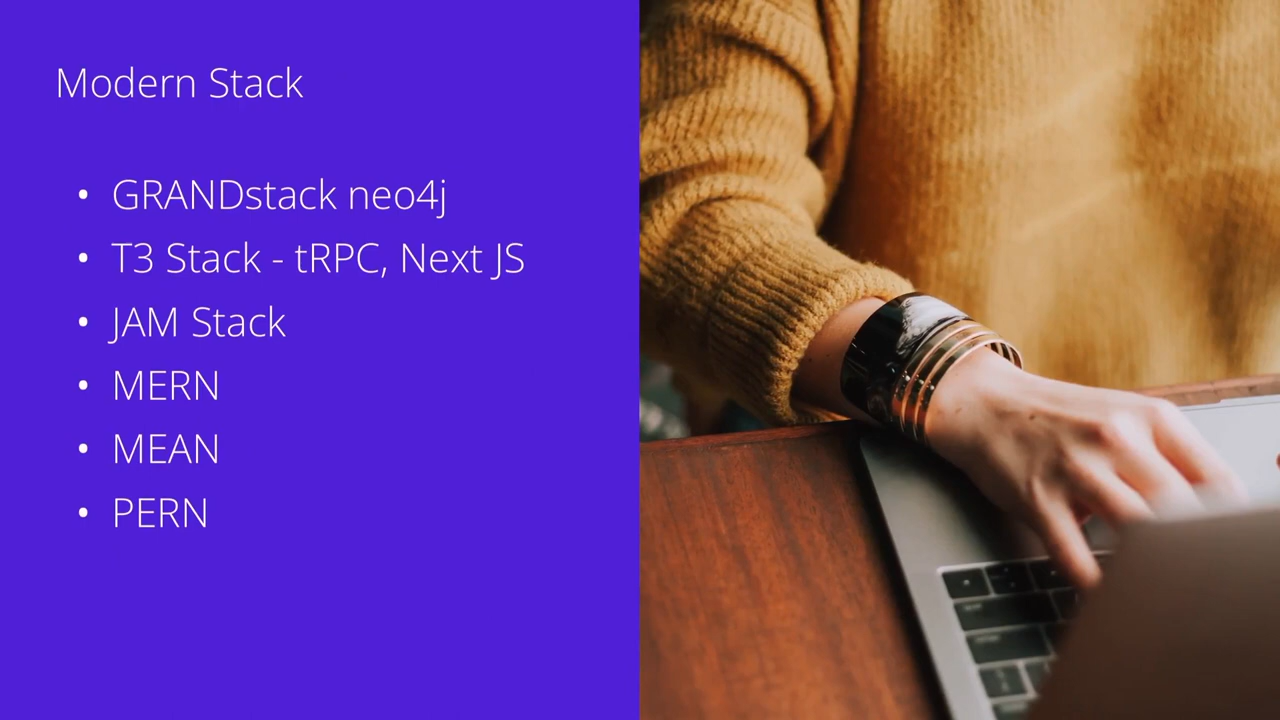 Modern Stack
• GRANDstack neo4j
• T3 Stack - tRPC, Next JS
• JAM Stack
• MERN
• MEAN
• PERN